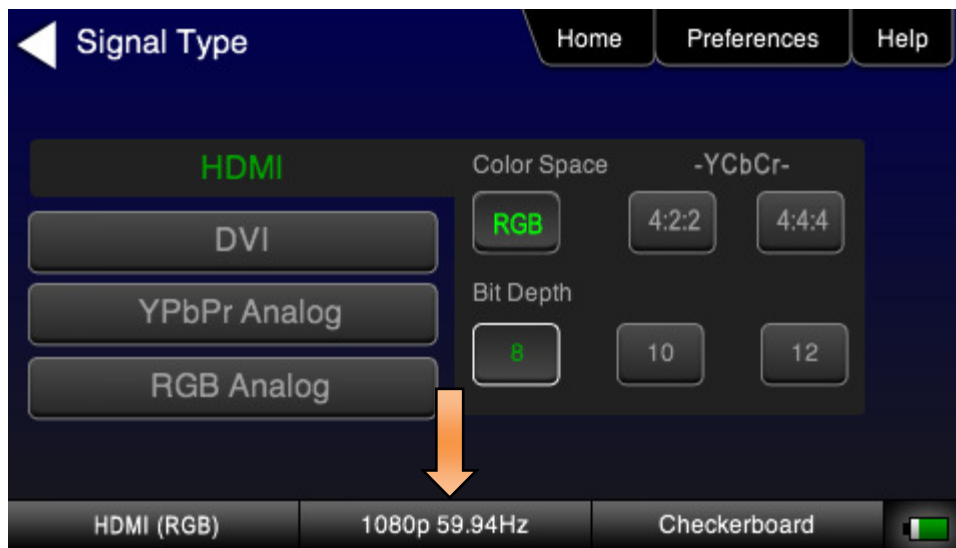 Signal Type
Home
Preferences
Help
HDMI
DVI
YPbPr Analog
RGB Analog
Color Space
-YCbCr-
RGB
4:2:2
4:4:4
Bit Depth
8
10
12
HDMI (RGB)
1080p 59.94Hz
Checkerboard